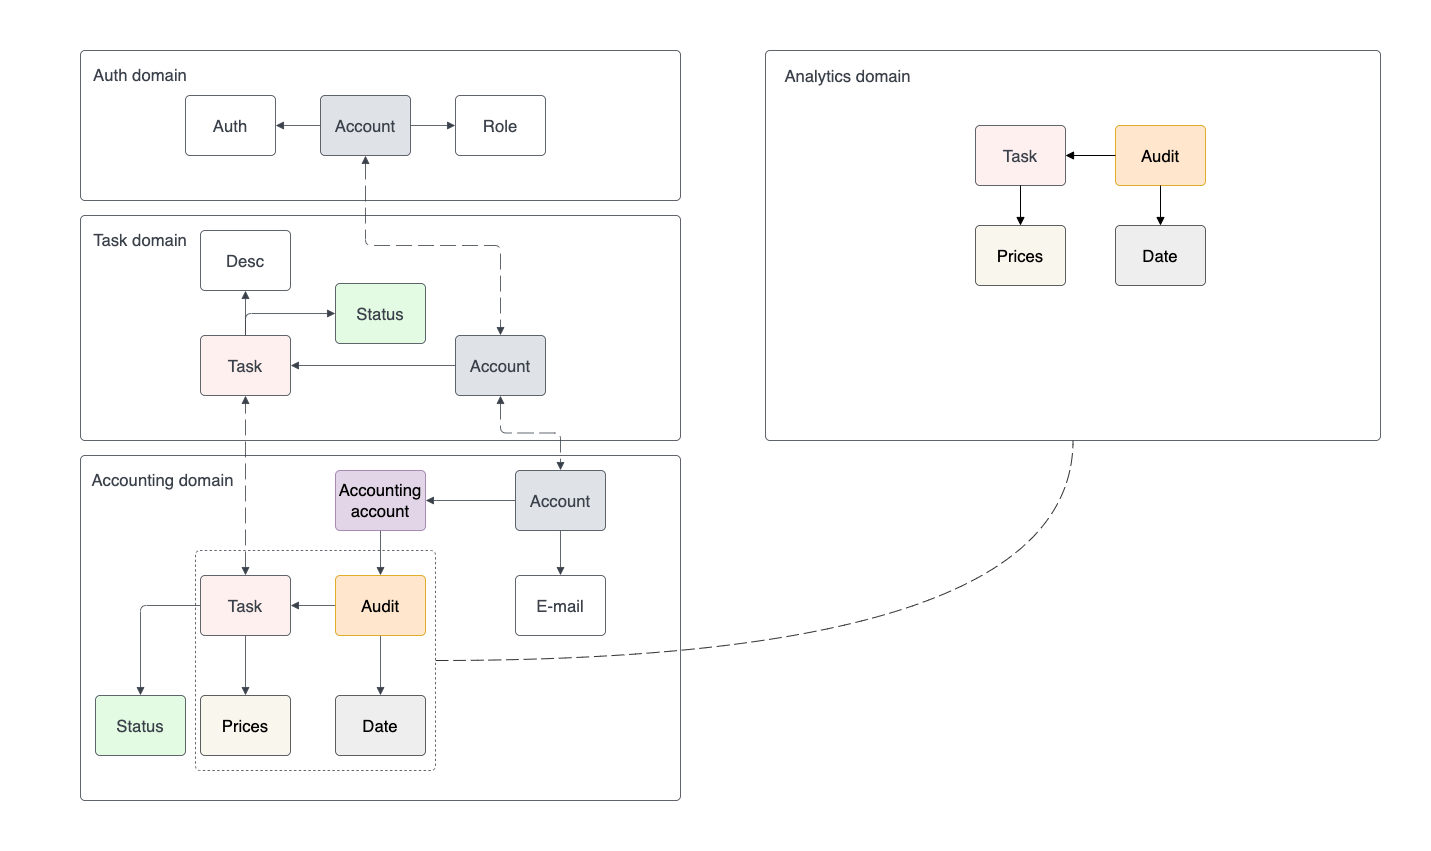 Auth domain
Auth
Account
Role
Task domain
Desc
Status
Task
Account
Accounting domain
Accounting
account
Account
Task
Audit
E-mail
Status
Prices
Date
Analytics domain
Task
Audit
Prices
Date